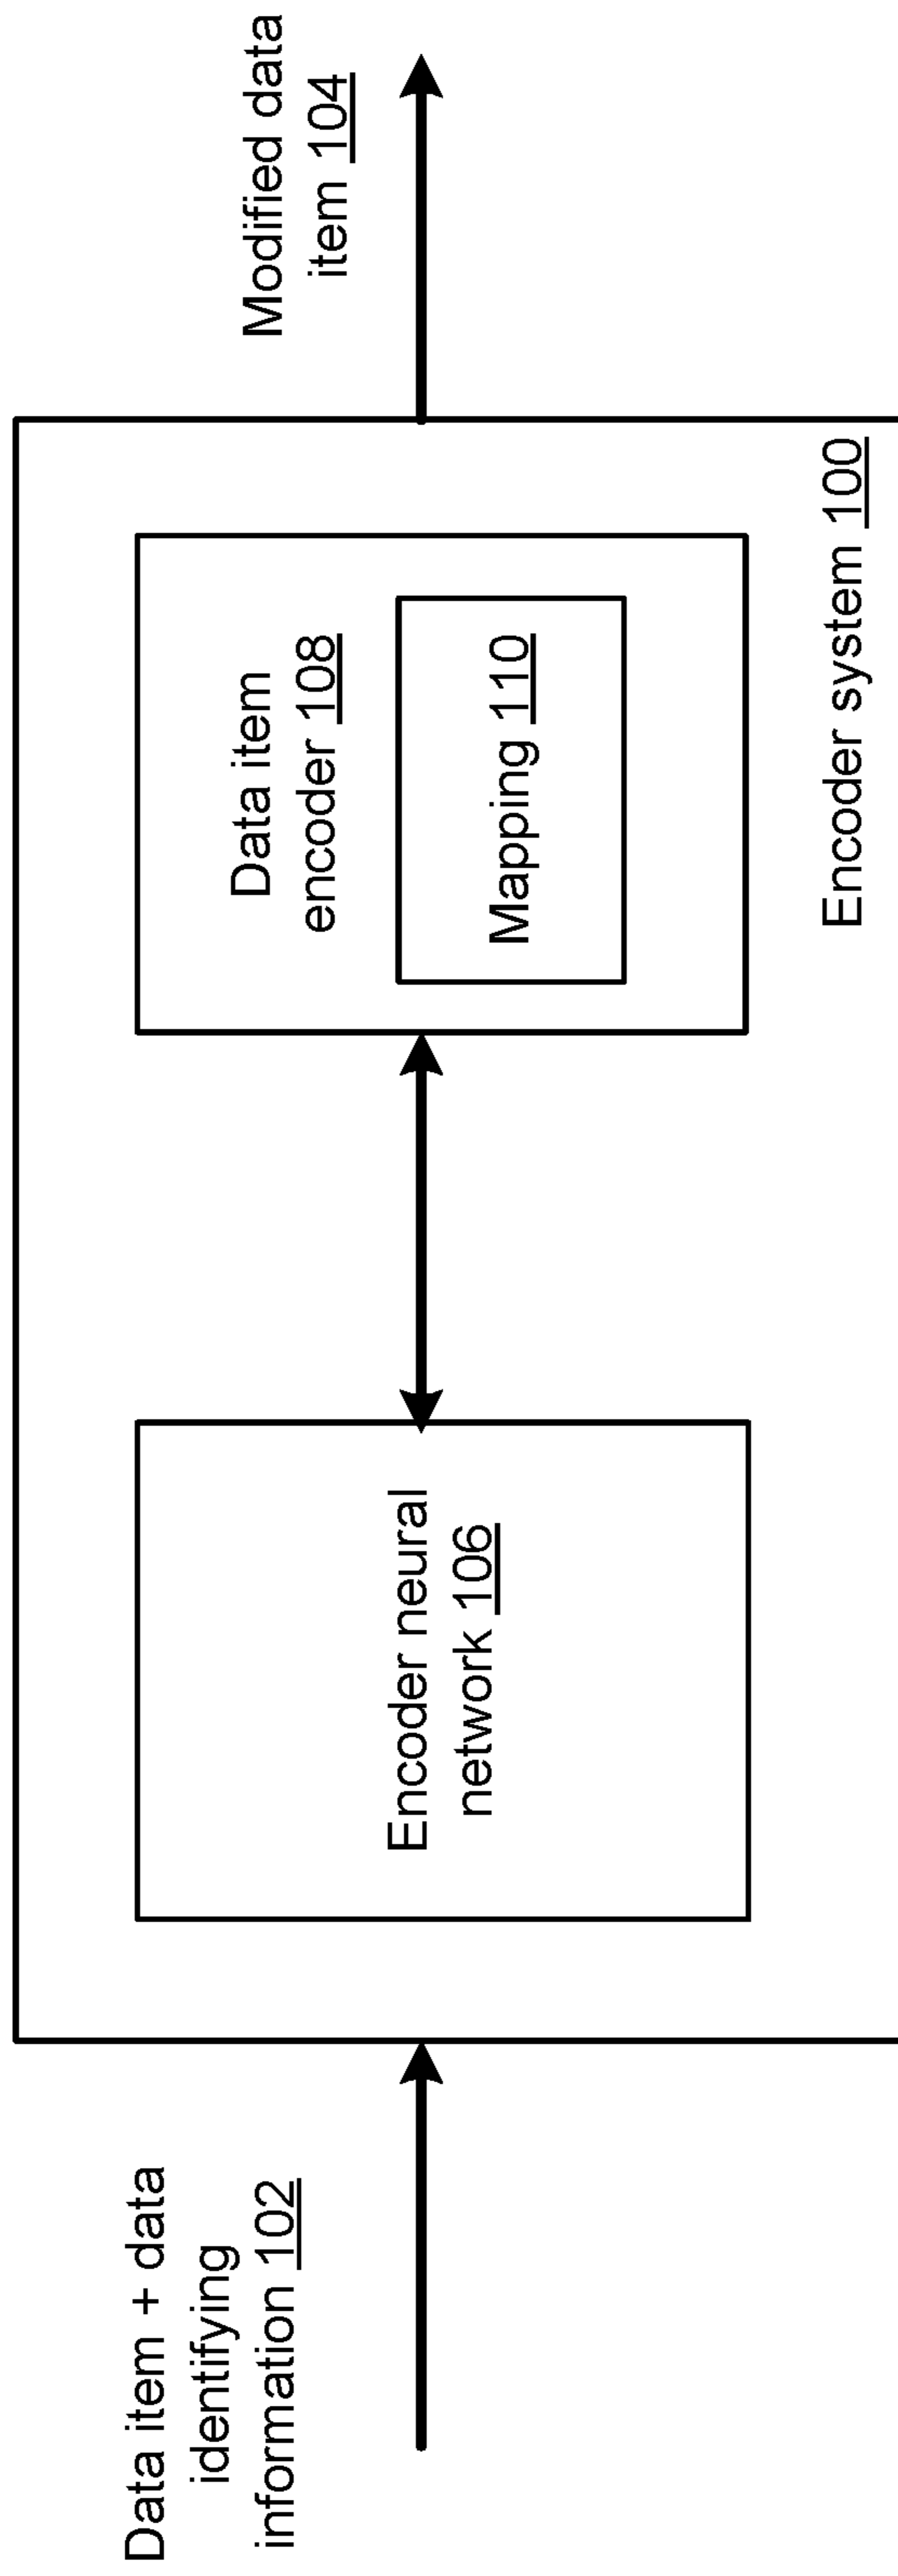 Data item + data
identifying
information 102
Encoder neural
network 106
Data item
encoder 108
Mapping 110
Encoder system 100
Modified data
item 104